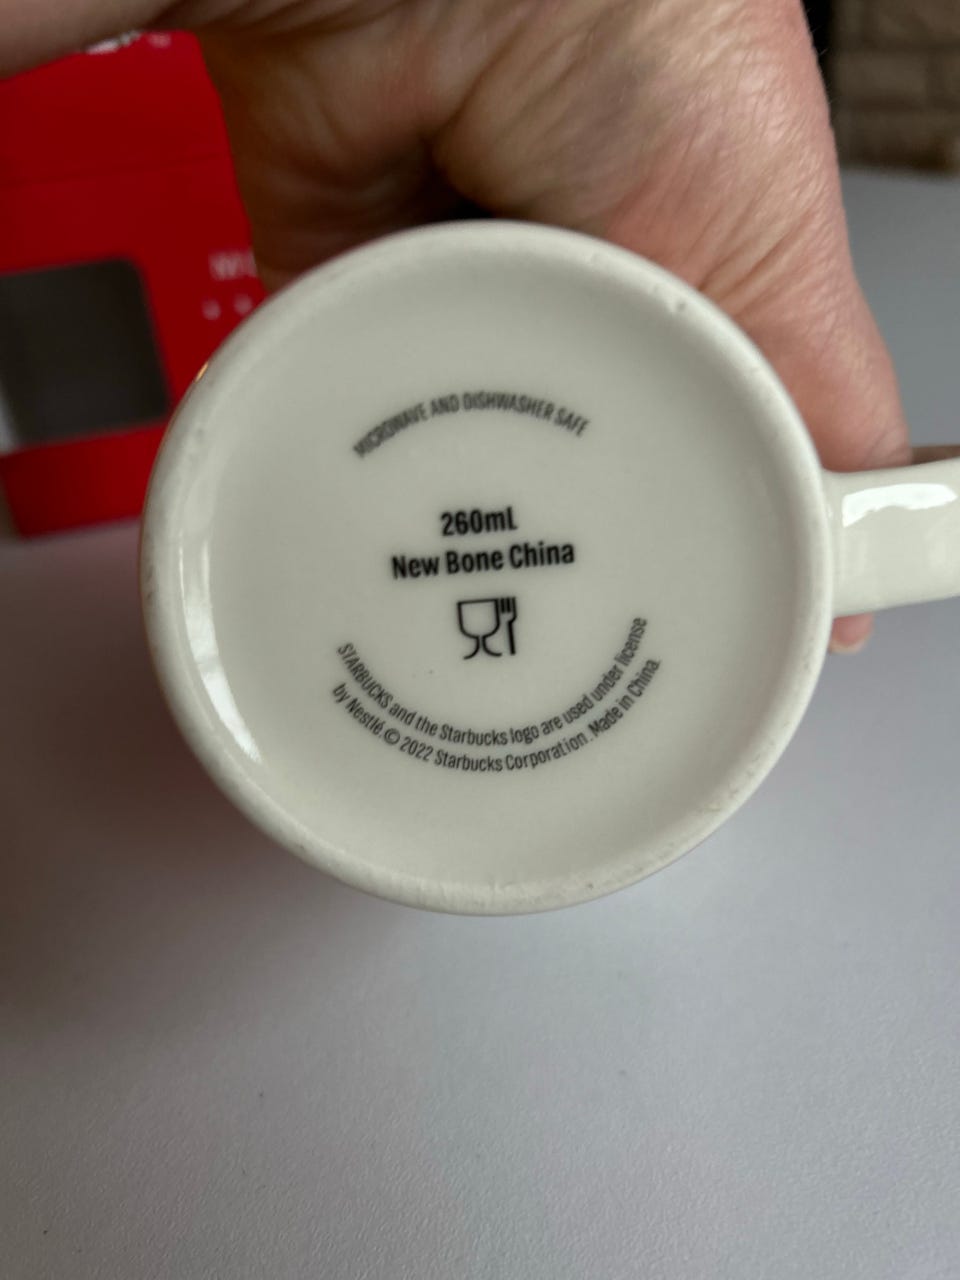 MICROWAVE AND DISHWASHER SAFE
260mL
New Bone China
STARBUCKS and the Starbucks logo are used under license
by Nestlé. © 2022 Starbucks Corporation. Made in China.